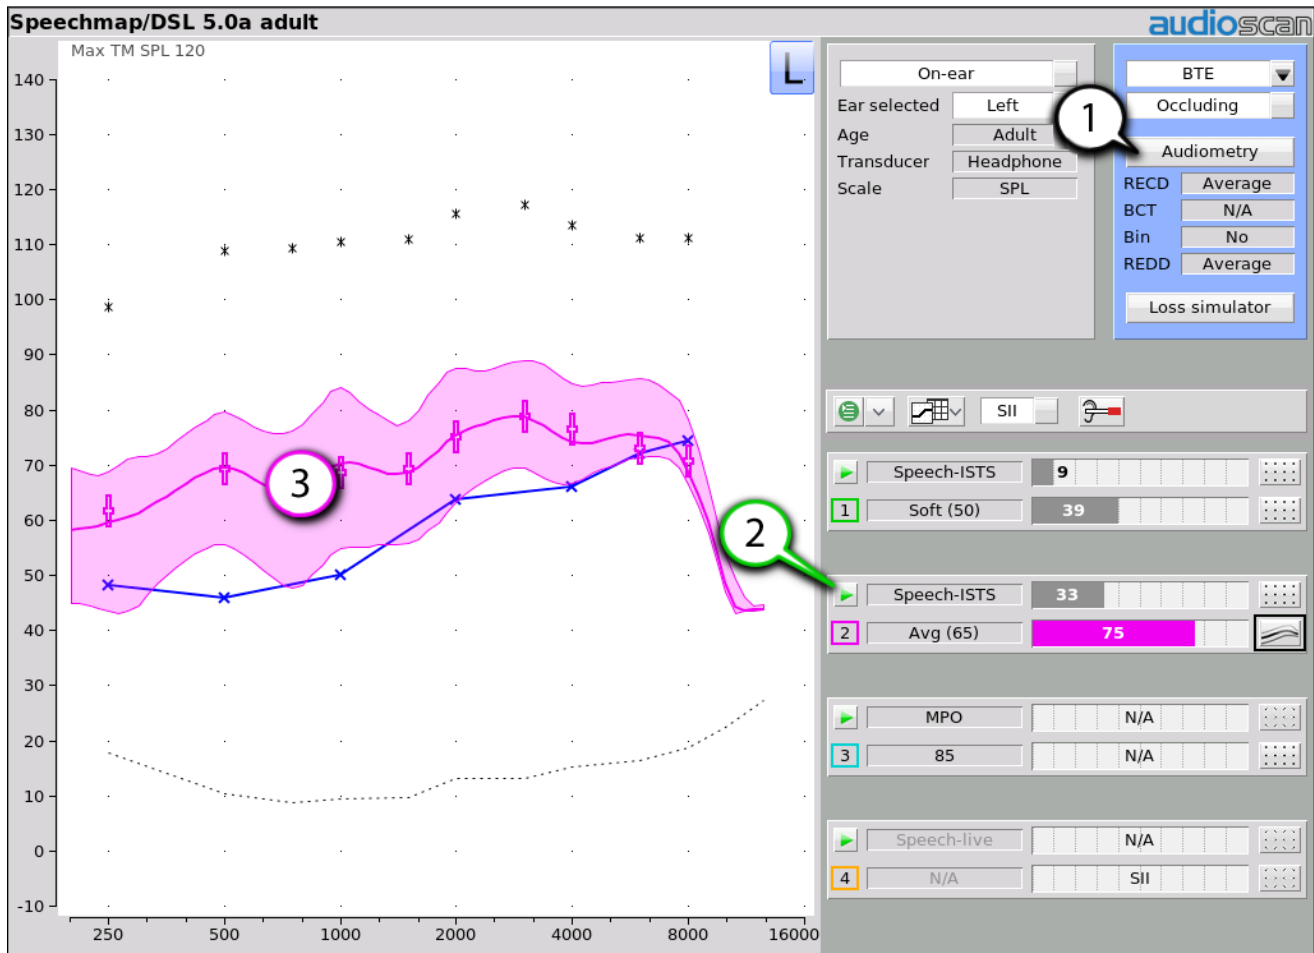 Speechmap/DSL 5.0a adult
audioscan
Max TM SPL 120
L
140
130
120
110
100
90
80
70
60
50
40
30
20
10
0
-10
250 500 1000 2000 4000 8000 16000
3
2
1
On-ear
Ear selected Left
Age Adult
Transducer Headphone
Scale SPL
BTE
Occluding
Audiometry
RECD Average
BCT N/A
Bin No
REDD Average
Loss simulator
SII
Speech-ISTS 9
1 Soft (50) 39
Speech-ISTS 33
2 Avg (65) 75
MPO N/A
3 85 N/A
Speech-live N/A
4 N/A SII